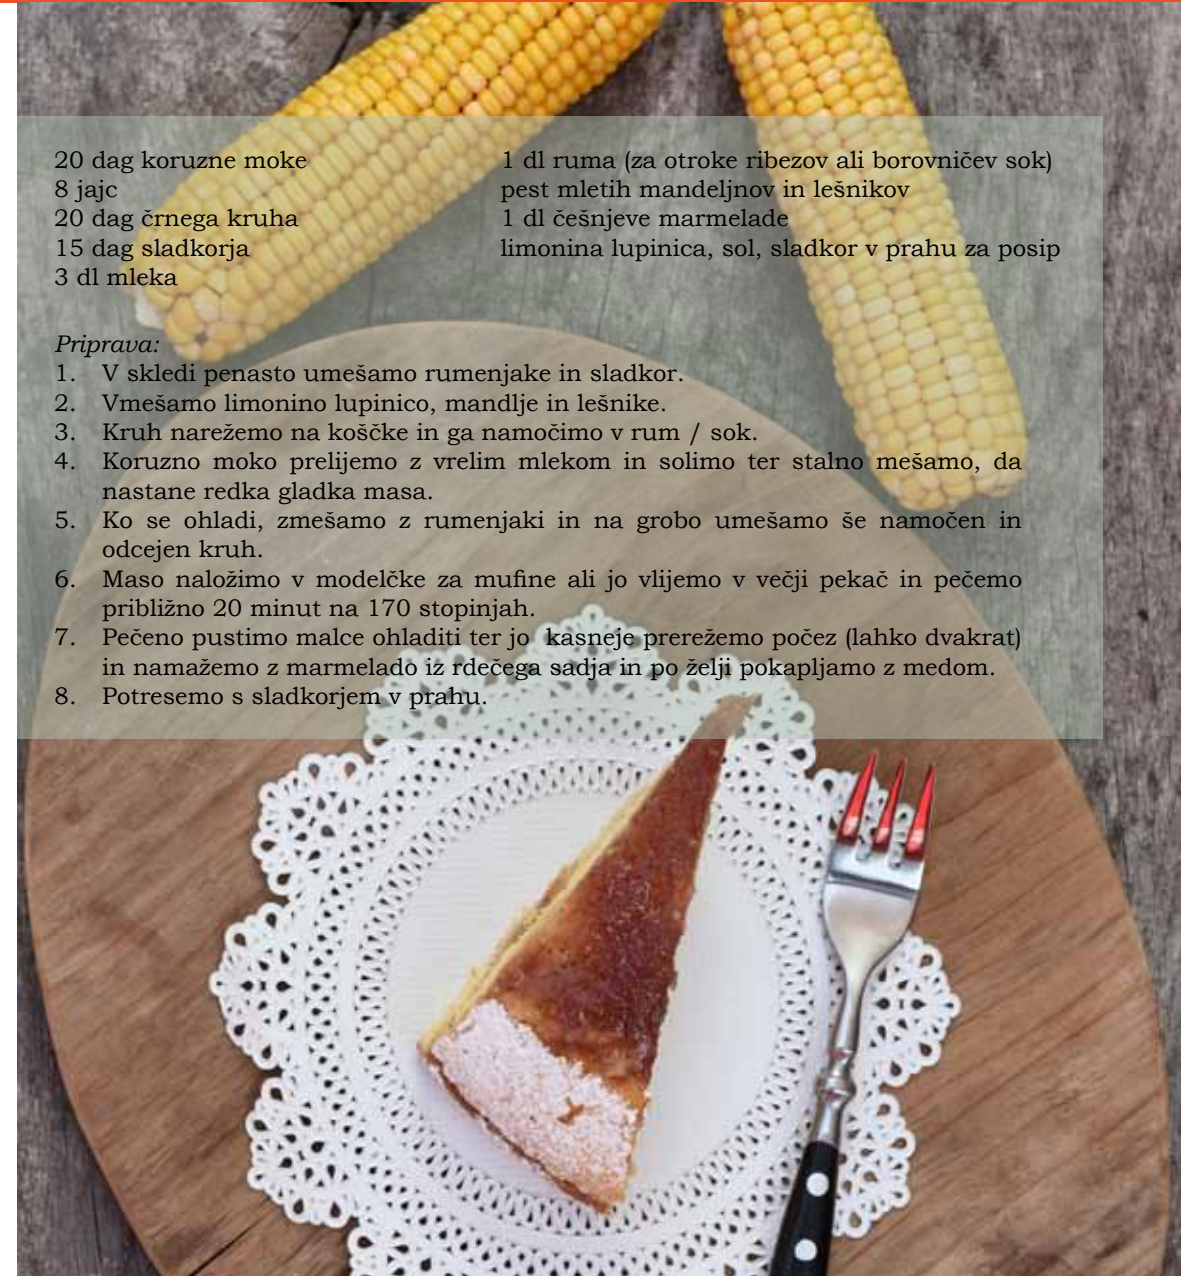 20 dag koruzne moke
8 jajc
20 dag črnega kruha
15 dag sladkorja
3 dl mleka
1 dl ruma (za otroke ribezov ali borovničev sok)
pest mletih mandeljnov in lešnikov
1 dl češnjeve marmelade
limonina lupinica, sol, sladkor v prahu za posip
Priprava:
1. V skledi penasto umešamo rumenjake in sladkor.
2. Vmešamo limonino lupinico, mandlje in lešnike.
3. Kruh narežemo na koščke in ga namočimo v rum / sok.
4. Koruzno moko prelijemo z vrelim mlekom in solimo ter stalno mešamo, da
nastane redka gladka masa.
5. Ko se ohladi, zmešamo z rumenjaki in na grobo umešamo še namočen in
odcejen kruh.
6. Maso naložimo v modelčke za mufine ali jo vlijemo v večji pekač in pečemo
približno 20 minut na 170 stopinjah.
7. Pečeno pustimo malce ohladiti ter jo kasneje prerežemo počez (lahko dvakrat)
in namažemo z marmelado iz rdečega sadja in po želji pokapljamo z medom.
8. Potresemo s sladkorjem v prahu.